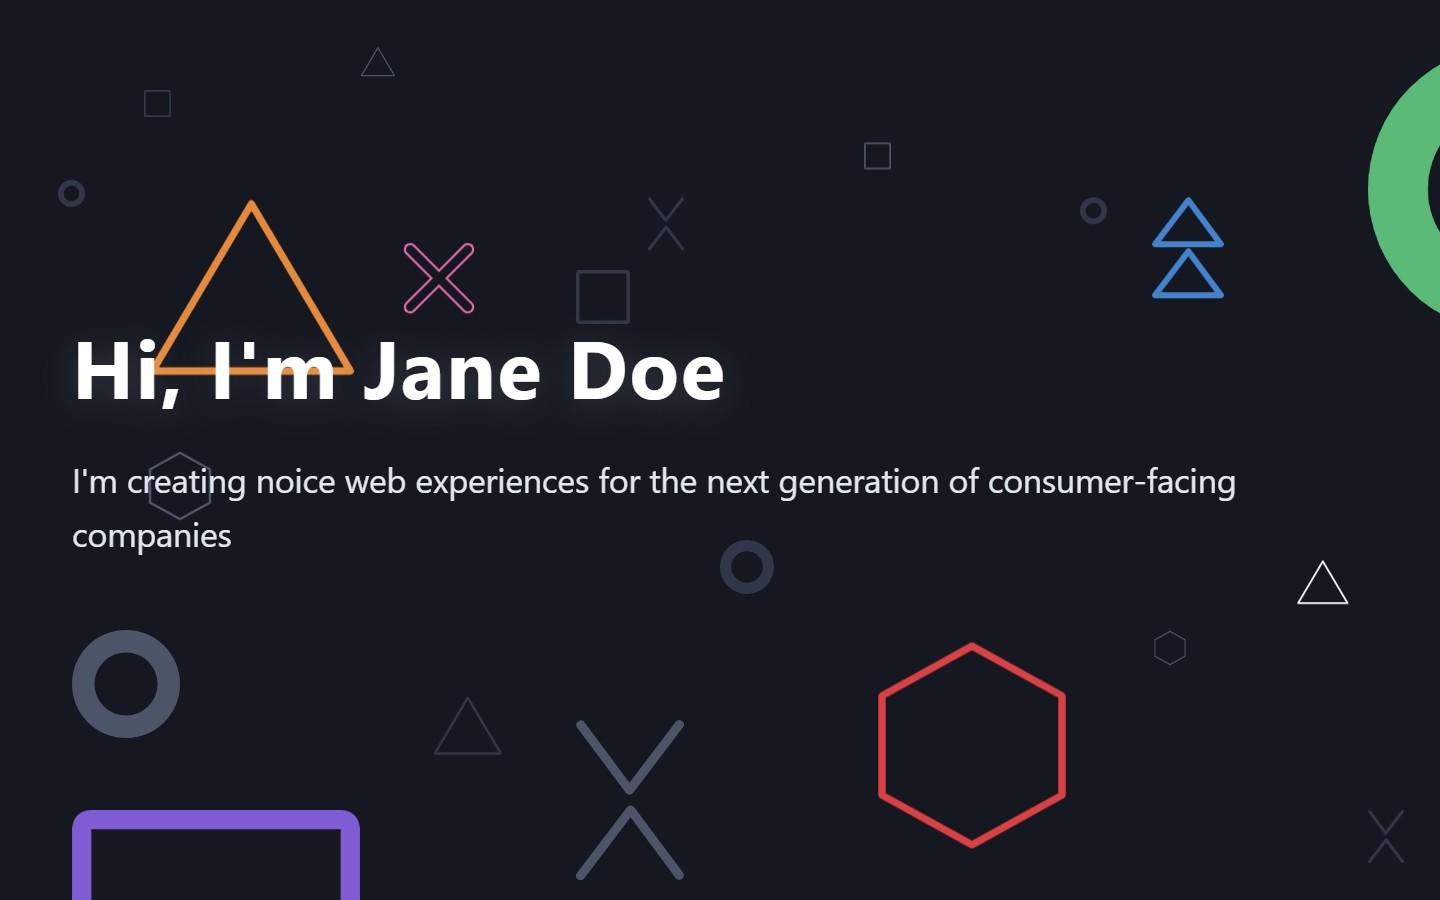 Hi, I'm Jane Doe
I'm creating noice web experiences for the next generation of consumer-facing
companies